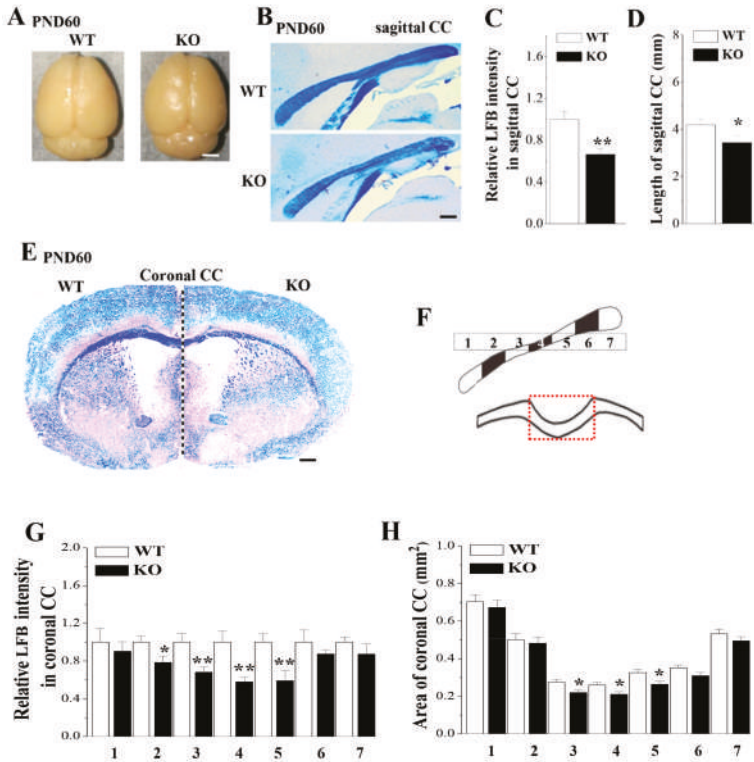 A PND60
WT
KO
B PND60 sagittal CC
WT
KO
C
Relative LFB intensity
in sagittal CC
1.6
1.2
0.8
0.4
0.0
WT
KO
**
D
Length of sagittal CC (mm)
8
6
4
2
0
WT
KO
*
E PND60
WT
Coronal CC
KO
F
1 2 3 4 5 6 7
G
Relative LFB intensity
in coronal CC
2.0
1.6
1.2
0.8
0.4
0.0
WT
KO
* ** ** **
1 2 3 4 5 6 7
H
Area of coronal CC (mm²)
1.0
0.8
0.6
0.4
0.2
0.0
WT
KO
* * *
1 2 3 4 5 6 7